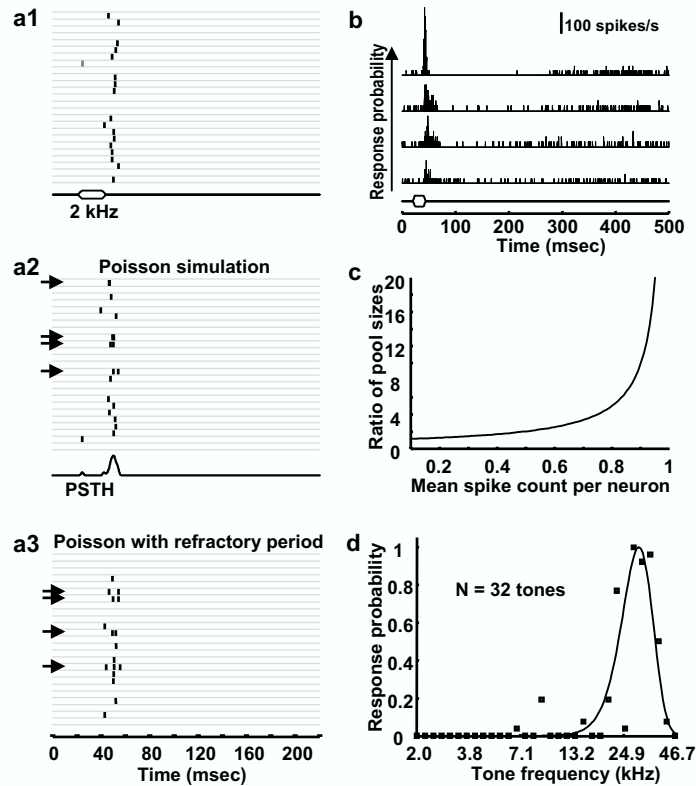 a1
2 kHz
a2
Poisson simulation
PSTH
a3
Poisson with refractory period
0 40 80 120 160 200
Time (msec)
b
100 spikes/s
Response probability
0 100 200 300 400 500
Time (msec)
c
Ratio of pool sizes
20
16
12
8
4
0.2 0.4 0.6 0.8 1
Mean spike count per neuron
d
N = 32 tones
Response probability
1
0.8
0.6
0.4
0.2
0
2.0 3.8 7.1 13.2 24.9 46.7
Tone frequency (kHz)